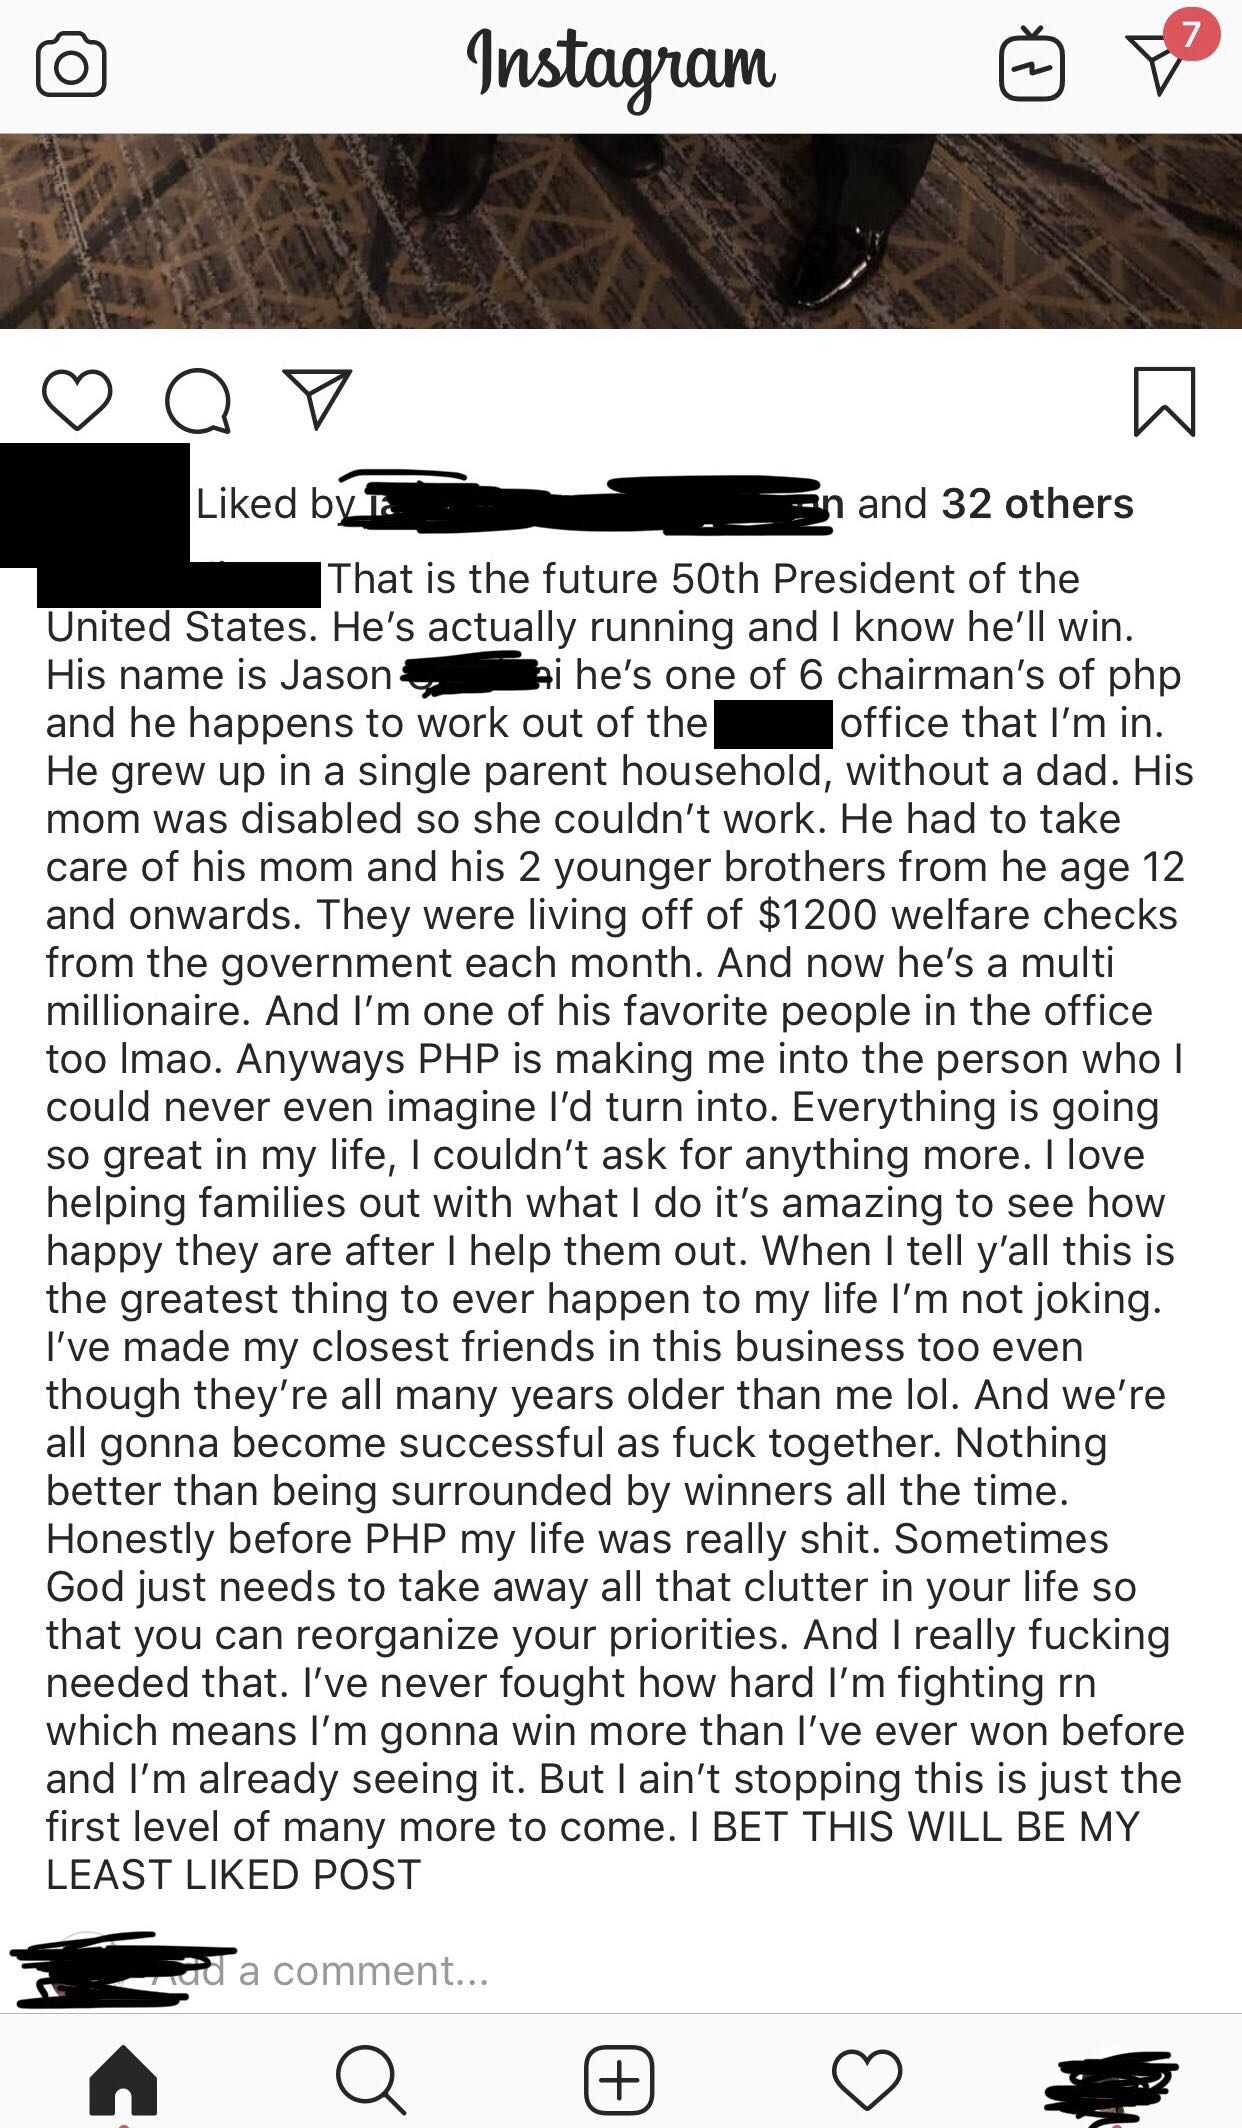 Instagram
7
Liked by and 32 others
That is the future 50th President of the
United States. He's actually running and I know he'll win.
His name is Jason he's one of 6 chairman's of php
and he happens to work out of the office that I'm in.
He grew up in a single parent household, without a dad. His
mom was disabled so she couldn't work. He had to take
care of his mom and his 2 younger brothers from he age 12
and onwards. They were living off of $1200 welfare checks
from the government each month. And now he's a multi
millionaire. And I'm one of his favorite people in the office
too lmao. Anyways PHP is making me into the person who I
could never even imagine I'd turn into. Everything is going
so great in my life, I couldn't ask for anything more. I love
helping families out with what I do it's amazing to see how
happy they are after I help them out. When I tell y'all this is
the greatest thing to ever happen to my life I'm not joking.
I've made my closest friends in this business too even
though they're all many years older than me lol. And we're
all gonna become successful as fuck together. Nothing
better than being surrounded by winners all the time.
Honestly before PHP my life was really shit. Sometimes
God just needs to take away all that clutter in your life so
that you can reorganize your priorities. And I really fucking
needed that. I've never fought how hard I'm fighting rn
which means I'm gonna win more than I've ever won before
and I'm already seeing it. But I ain't stopping this is just the
first level of many more to come. I BET THIS WILL BE MY
LEAST LIKED POST
Add a comment...